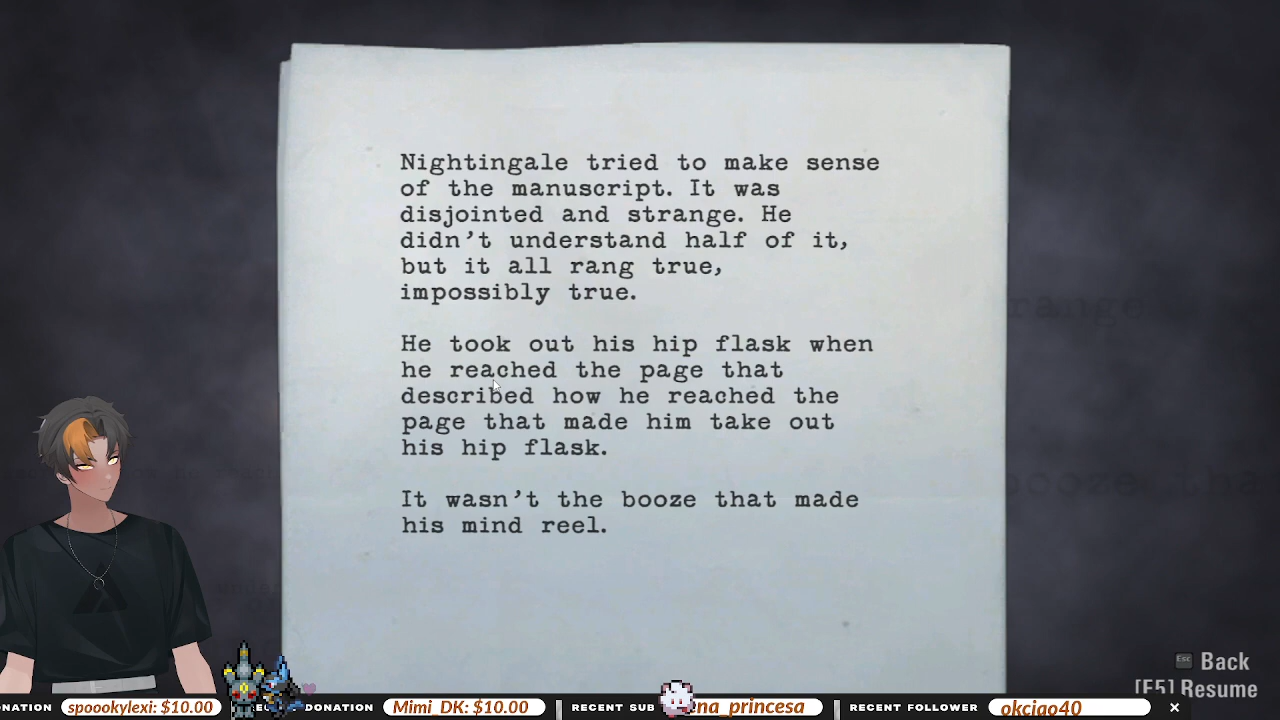 Nightingale tried to make sense
of the manuscript. It was
disjointed and strange. He
didn't understand half of it,
but it all rang true,
impossibly true.
He took out his hip flask when
he reached the page that
described how he reached the
page that made him take out
his hip flask.
It wasn't the booze that made
his mind reel.
Esc Back
[F5] Resume
spoookylexi: $10.00
DONATION
Mimi_DK: $10.00
RECENT SUB
na_princesa
RECENT FOLLOWER
okciao40